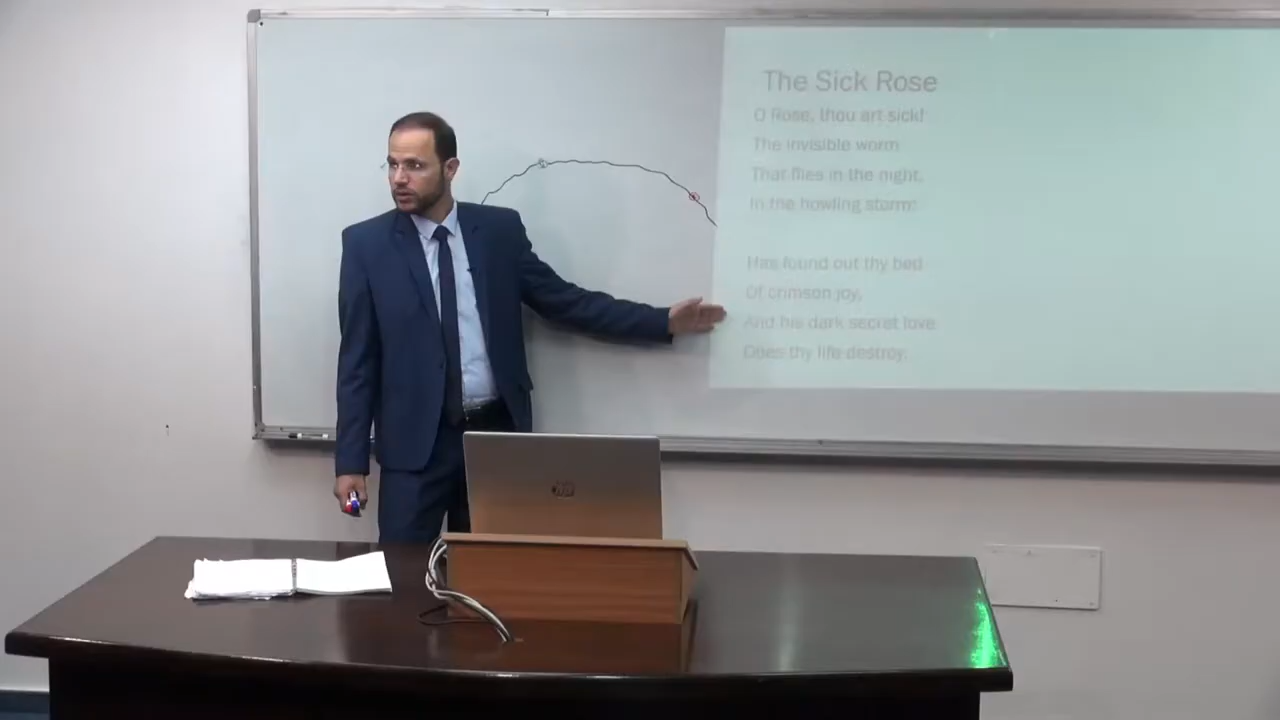 The Sick Rose
O Rose, thou art sick!
The invisible worm
That flies in the night,
In the howling storm:
Has found out thy bed
Of crimson joy,
And his dark secret love
Does thy life destroy.
hp